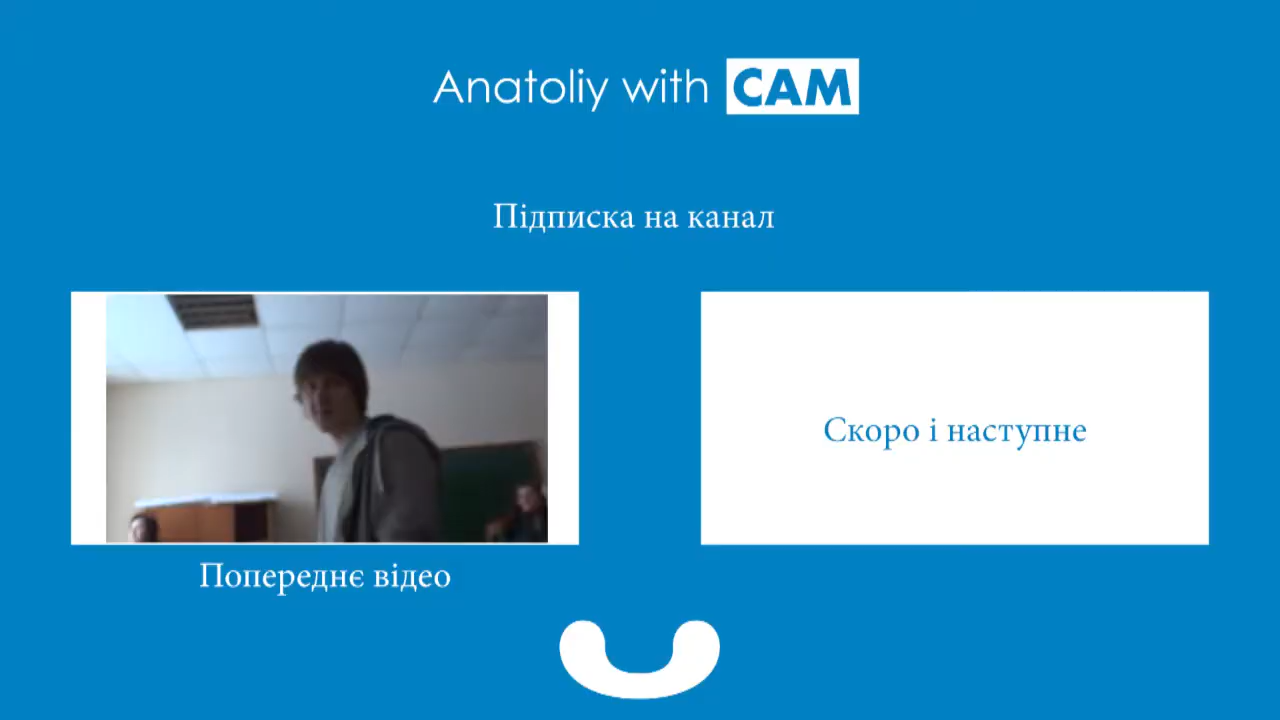 Anatoliy with CAM
Підписка на канал
Скоро і наступне
Попереднє відео